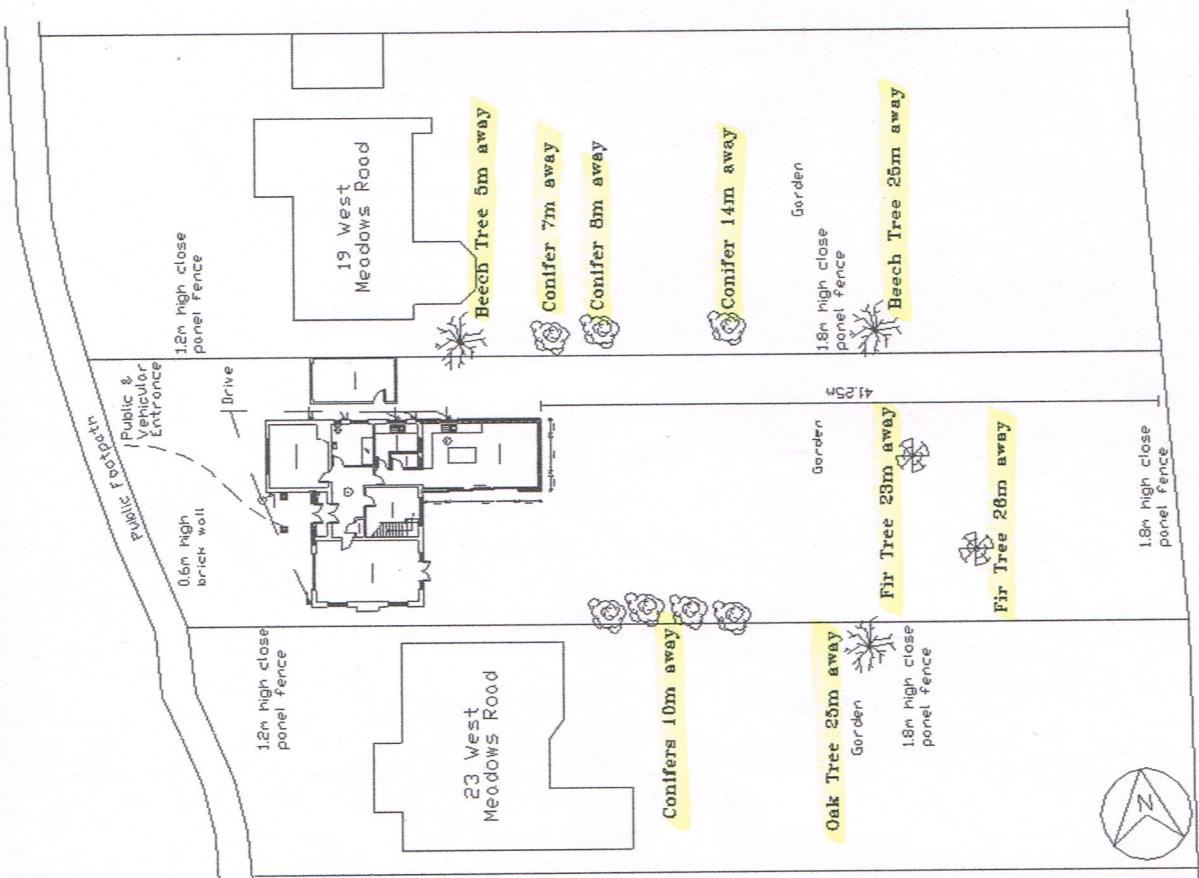 Public Footpath
Public &
Vehicular
Entrance
Drive
0.6m high
brick wall
1.2m high close
panel fence
19 West
Meadows Road
Beech Tree 5m away
Conifer 7m away
Conifer 8m away
Conifer 14m away
Garden
1.8m high close
panel fence
Beech Tree 25m away
41.25m
Garden
Fir Tree 23m away
Fir Tree 26m away
1.8m high close
panel fence
1.2m high close
panel fence
23 West
Meadows Road
Conifers 10m away
Oak Tree 25m away
Garden
1.8m high close
panel fence
N